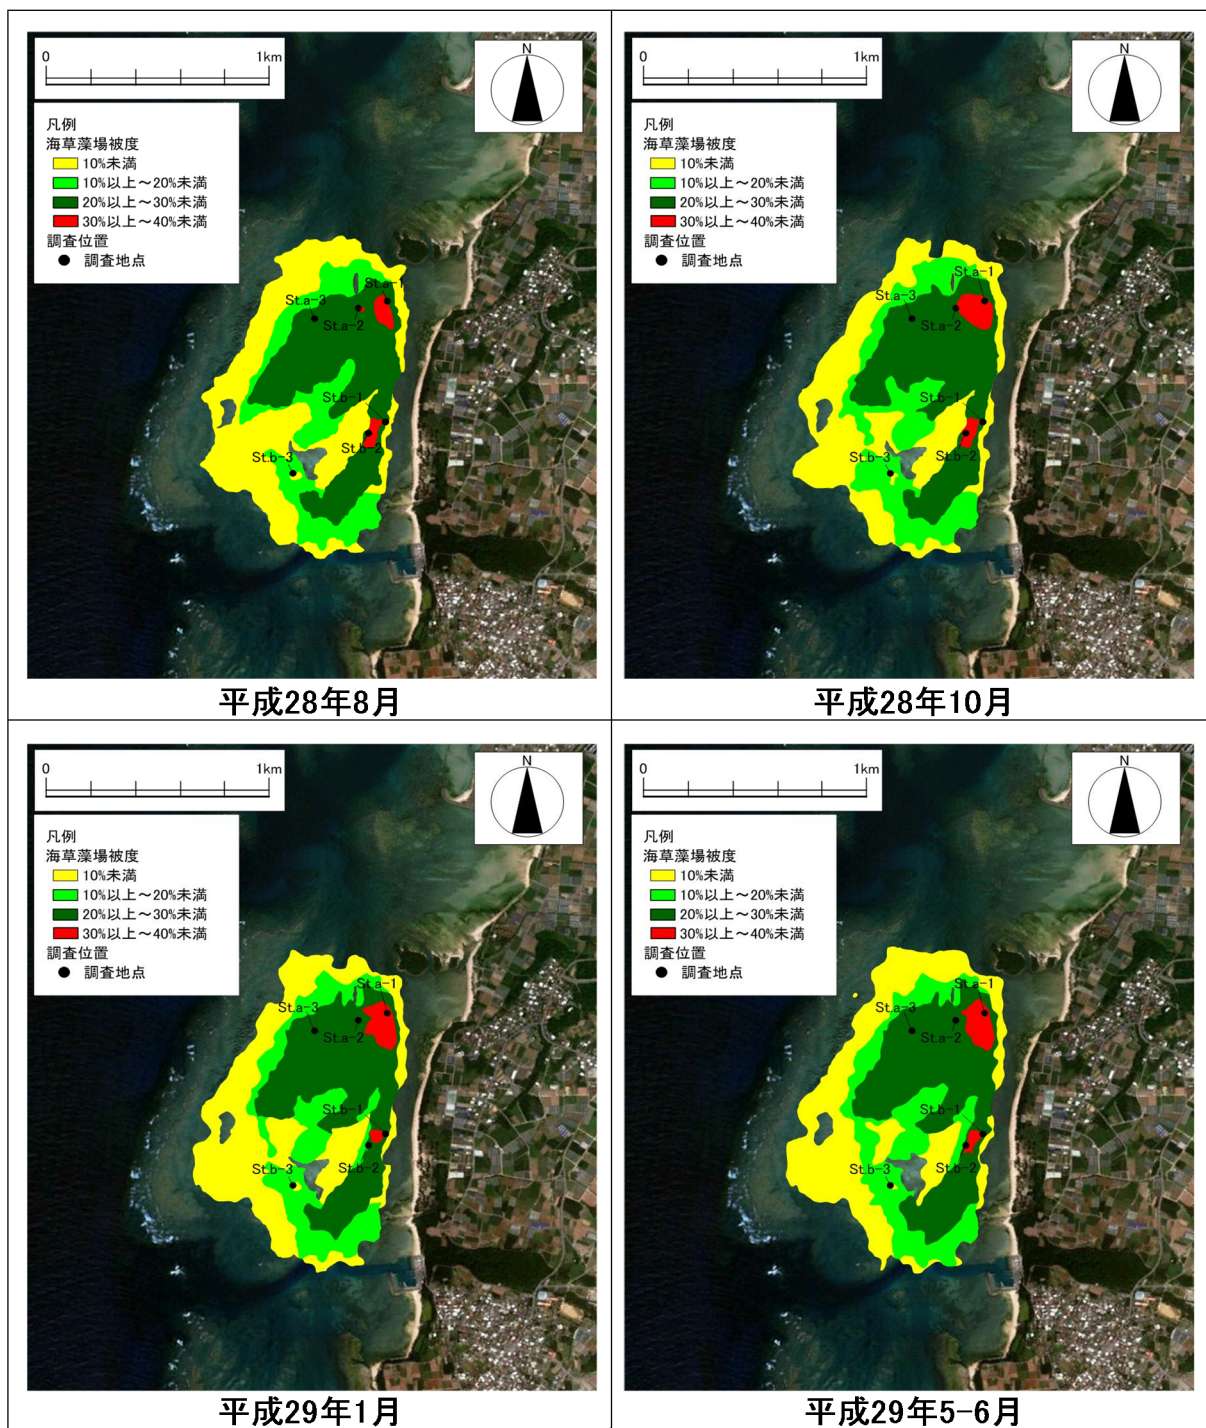 0 1km
N
凡例
海草藻場被度
10%未満
10%以上～20%未満
20%以上～30%未満
30%以上～40%未満
調査位置
調査地点
St.a-1
St.a-3
St.a-2
St.b-1
St.b-2
St.b-3
平成28年8月
0 1km
N
凡例
海草藻場被度
10%未満
10%以上～20%未満
20%以上～30%未満
30%以上～40%未満
調査位置
調査地点
St.a-1
St.a-3
St.a-2
St.b-1
St.b-2
St.b-3
平成28年10月
0 1km
N
凡例
海草藻場被度
10%未満
10%以上～20%未満
20%以上～30%未満
30%以上～40%未満
調査位置
調査地点
St.a-1
St.a-3
St.a-2
St.b-1
St.b-2
St.b-3
平成29年1月
0 1km
N
凡例
海草藻場被度
10%未満
10%以上～20%未満
20%以上～30%未満
30%以上～40%未満
調査位置
調査地点
St.a-1
St.a-3
St.a-2
St.b-1
St.b-2
St.b-3
平成29年5-6月